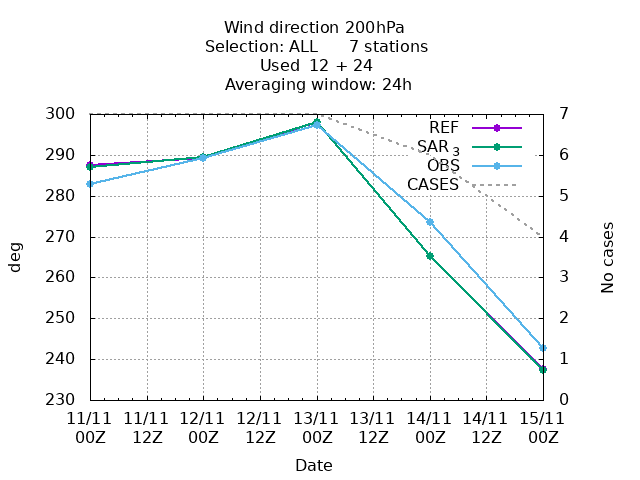 Wind direction 200hPa
Selection: ALL 7 stations
Used 12 + 24
Averaging window: 24h
300 7
290 6
280 5
270 4
260 3
250 2
240 1
230 0
REF
SAR 3
OBS
CASES
deg
No cases
11/11 11/11 12/11 12/11 13/11 13/11 14/11 14/11 15/11
00Z 12Z 00Z 12Z 00Z 12Z 00Z 12Z 00Z
Date